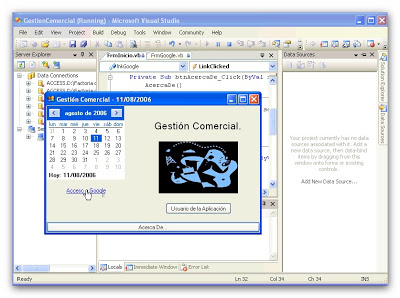 GestionComercial (Running) - Microsoft Visual Studio
File Edit View Project Build Debug Data Tools Window Community Help
Server Explorer
FrmInicio.vb
FrmGoogle.vb
Data Sources
lnkGoogle
LinkClicked
Data Connections
Private Sub btnAcercaDe_Click(ByVal
AcercaDe()
Gestión Comercial - 11/08/2006
agosto de 2006
lun mar mié jue vie sáb dom
31 1 2 3 4 5 6
7 8 9 10 11 12 13
14 15 16 17 18 19 20
21 22 23 24 25 26 27
28 29 30 31 1 2 3
4 5 6 7 8 9 10
Hoy: 11/08/2006
Gestión Comercial.
Acceso a Google
Usuario de la Aplicación
Acerca De...
Your project currently has no data
sources associated with it. Add a
new data source, then data-bind
items by dragging from this
window onto forms or existing
controls.
Add New Data Source...
Solution Explorer
Data Sources
Locals
Immediate Window
Error List
Ln 32 Col 34 Ch 34 INS